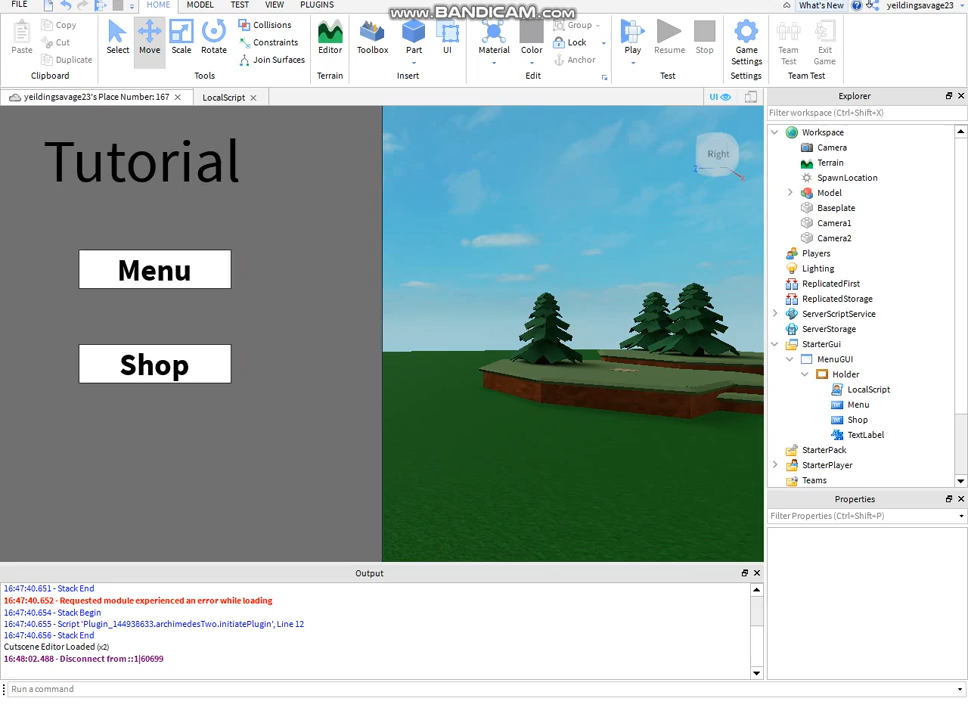 www.BANDICAM.com
FILE HOME MODEL TEST VIEW PLUGINS What's New yeildingsavage23
Paste Copy Cut Duplicate Select Move Scale Rotate Collisions Constraints Join Surfaces Editor Toolbox Part UI Material Color Group Lock Anchor Play Resume Stop Game Settings Team Test Exit Game
Clipboard Tools Terrain Insert Edit Test Settings Team Test
yeildingsavage23's Place Number: 167 LocalScript UI
Tutorial
Menu
Shop
Right
Explorer
Filter workspace (Ctrl+Shift+X)
Workspace
Camera
Terrain
SpawnLocation
Model
Baseplate
Camera1
Camera2
Players
Lighting
ReplicatedFirst
ReplicatedStorage
ServerScriptService
ServerStorage
StarterGui
MenuGUI
Holder
LocalScript
Menu
Shop
TextLabel
StarterPack
StarterPlayer
Teams
Properties
Filter Properties (Ctrl+Shift+P)
Output
16:47:40.651 - Stack End
16:47:40.652 - Requested module experienced an error while loading
16:47:40.654 - Stack Begin
16:47:40.655 - Script 'Plugin_144938633.archimedesTwo.initiatePlugin', Line 12
16:47:40.656 - Stack End
Cutscene Editor Loaded (x2)
16:48:02.488 - Disconnect from ::1|60699
Run a command